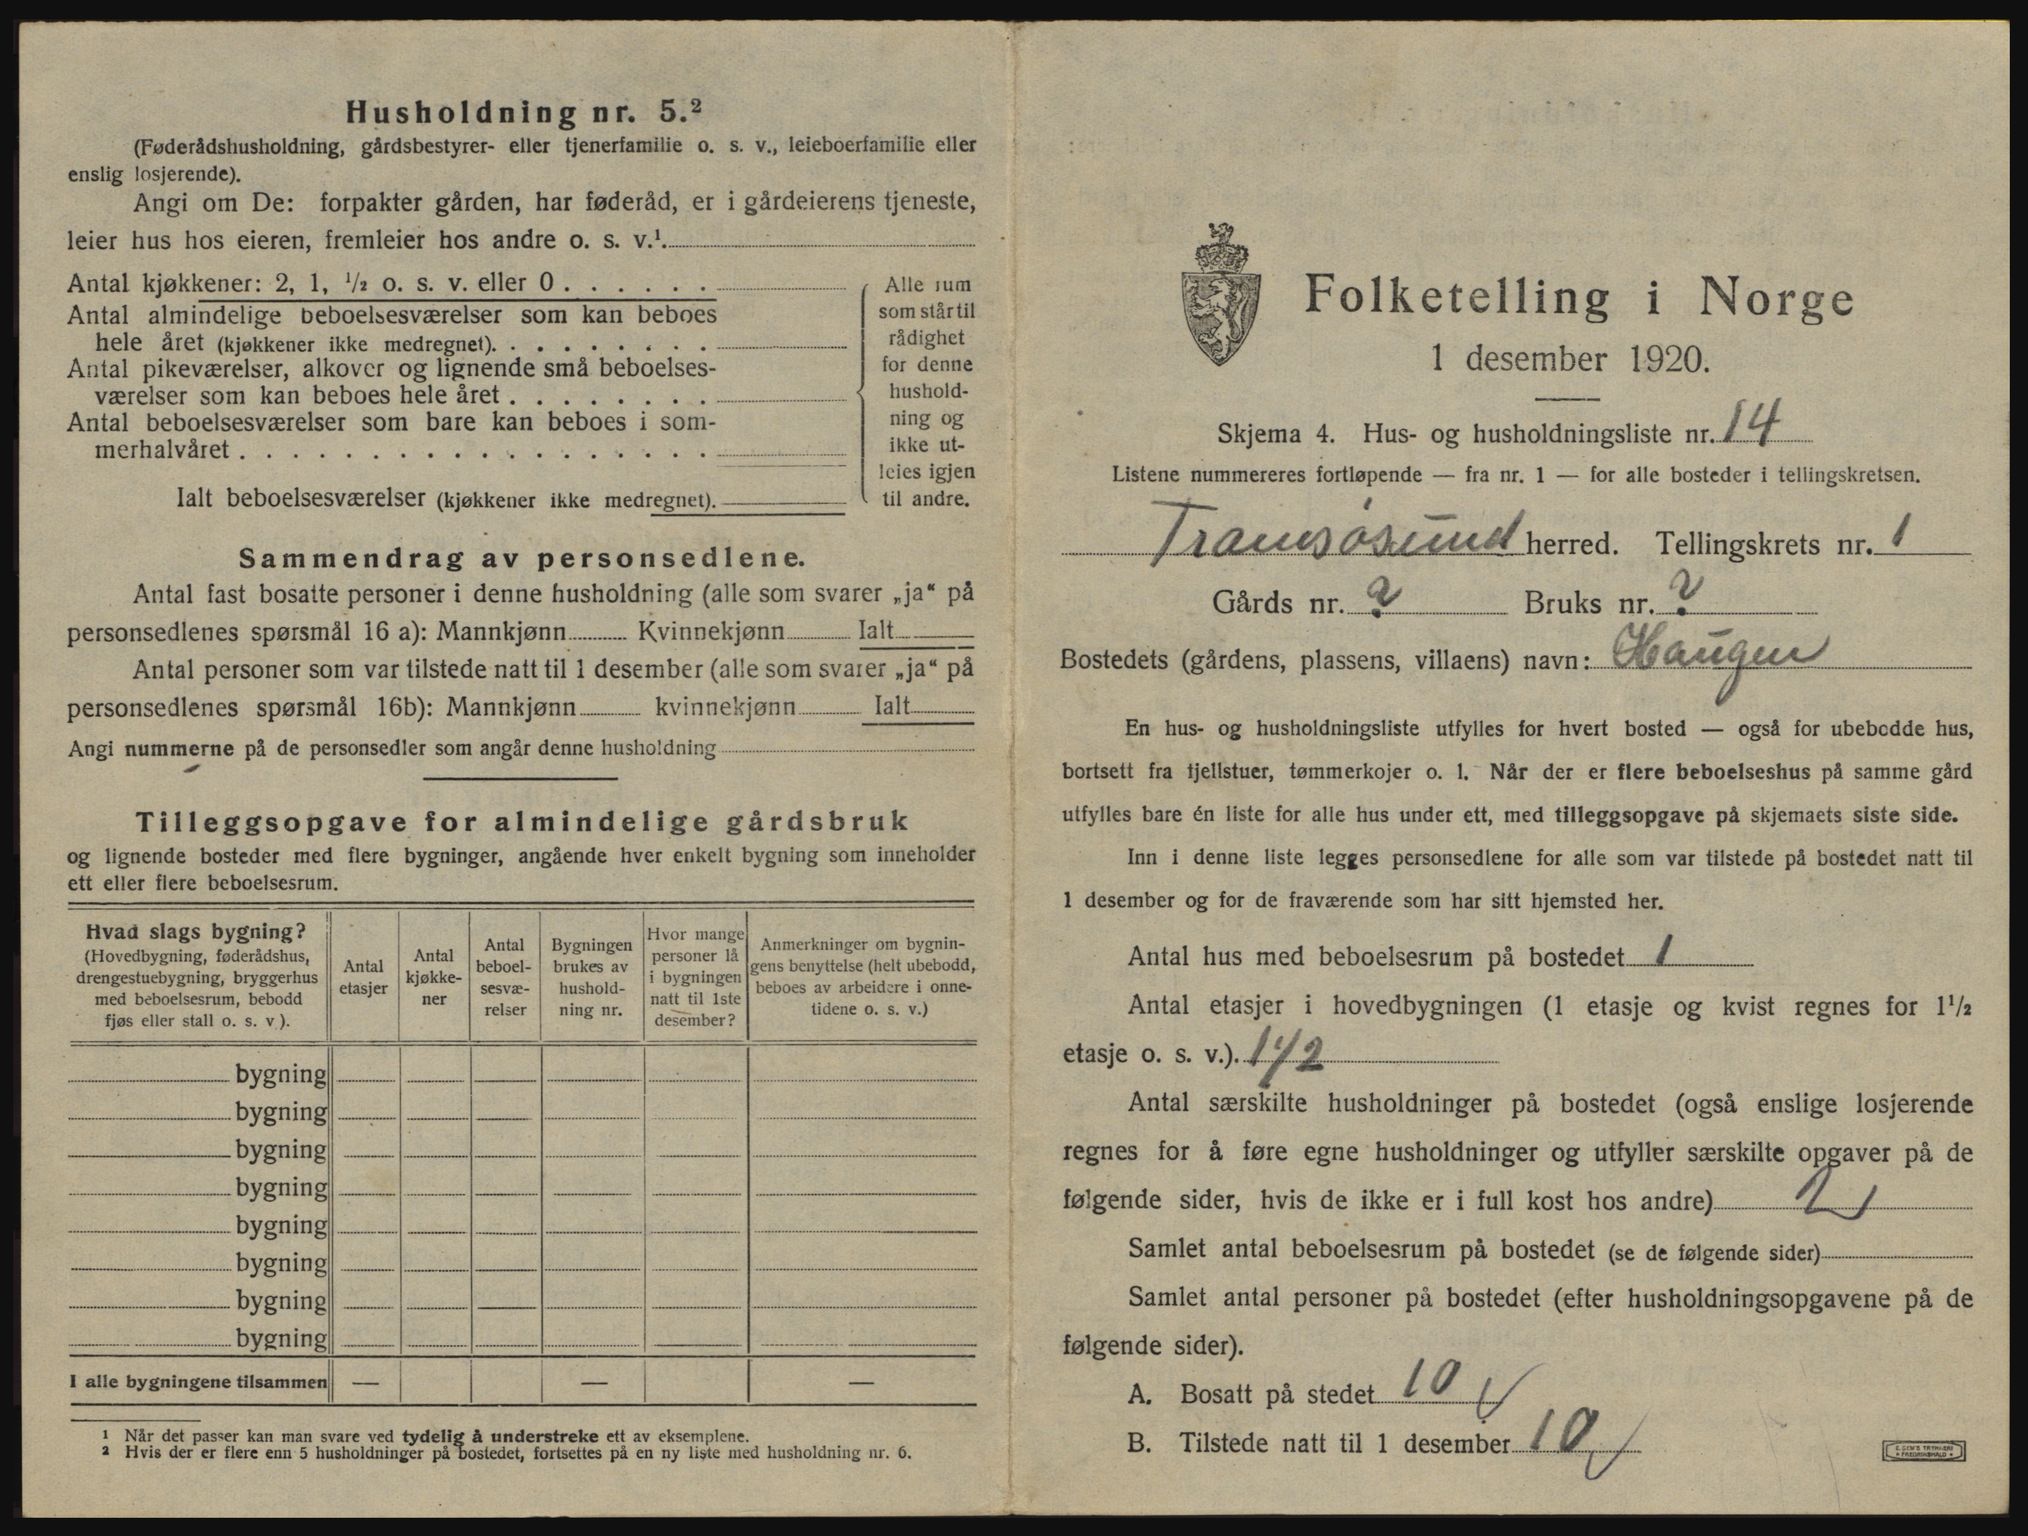 Husholdning nr. 5.²
(Føderådshusholdning, gårdsbestyrer- eller tjenerfamilie o. s. v., leieboerfamilie eller
enslig losjerende).
Angi om De: forpakter gården, har føderåd, er i gårdeierens tjeneste,
leier hus hos eieren, fremleier hos andre o. s. v.¹
Antal kjøkkener: 2, 1, ½ o. s. v. eller 0 . . . . . .
Antal almindelige beboelsesværelser som kan beboes
hele året (kjøkkener ikke medregnet). . . . . . . . .
Antal pikeværelser, alkover og lignende små beboelses-
værelser som kan beboes hele året . . . . . . . .
Antal beboelsesværelser som bare kan beboes i som-
merhalvåret . . . . . . . . . . . . . . . . . .
Ialt beboelsesværelser (kjøkkener ikke medregnet).
Alle rum
som står til
rådighet
for denne
hushold-
ning og
ikke ut-
leies igjen
til andre.
Sammendrag av personsedlene.
Antal fast bosatte personer i denne husholdning (alle som svarer „ja“ på
personsedlenes spørsmål 16 a): Mannkjønn Kvinnekjønn Ialt
Antal personer som var tilstede natt til 1 desember (alle som svarer „ja“ på
personsedlenes spørsmål 16b): Mannkjønn kvinnekjønn Ialt
Angi nummerne på de personsedler som angår denne husholdning
Tilleggsopgave for almindelige gårdsbruk
og lignende bosteder med flere bygninger, angående hver enkelt bygning som inneholder
ett eller flere beboelsesrum.
Hvad slags bygning?
(Hovedbygning, føderådshus,
drengestuebygning, bryggerhus
med beboelsesrum, bebodd
fjøs eller stall o. s. v.).
Antal
etasjer
Antal
kjøkke-
ner
Antal
beboel-
sesvæ-
relser
Bygningen
brukes av
hushold-
ning nr.
Hvor mange
personer lå
i bygningen
natt til 1ste
desember?
Anmerkninger om bygnin-
gens benyttelse (helt ubebodd,
beboes av arbeidere i onne-
tidene o. s. v.)
bygning
bygning
bygning
bygning
bygning
bygning
bygning
bygning
I alle bygningene tilsammen — — —
¹ Når det passer kan man svare ved tydelig å understreke ett av eksemplene.
² Hvis der er flere enn 5 husholdninger på bostedet, fortsettes på en ny liste med husholdning nr. 6.
Folketelling i Norge
1 desember 1920.
Skjema 4. Hus- og husholdningsliste nr. 14
Listene nummereres fortløpende — fra nr. 1 — for alle bosteder i tellingskretsen.
Tromsøsund herred. Tellingskrets nr. 1
Gårds nr. ? Bruks nr. ?
Bostedets (gårdens, plassens, villaens) navn: Haugen
En hus- og husholdningsliste utfylles for hvert bosted — også for ubebodde hus,
bortsett fra fjellstuer, tømmerkojer o. l. Når der er flere beboelseshus på samme gård
utfylles bare én liste for alle hus under ett, med tilleggsopgave på skjemaets siste side.
Inn i denne liste legges personsedlene for alle som var tilstede på bostedet natt til
1 desember og for de fraværende som har sitt hjemsted her.
Antal hus med beboelsesrum på bostedet 1
Antal etasjer i hovedbygningen (1 etasje og kvist regnes for 1½
etasje o. s. v.). 1½
Antal særskilte husholdninger på bostedet (også enslige losjerende
regnes for å føre egne husholdninger og utfyller særskilte opgaver på de
følgende sider, hvis de ikke er i full kost hos andre) 2
Samlet antal beboelsesrum på bostedet (se de følgende sider)
Samlet antal personer på bostedet (efter husholdningsopgavene på de
følgende sider).
A. Bosatt på stedet 10
B. Tilstede natt til 1 desember 10